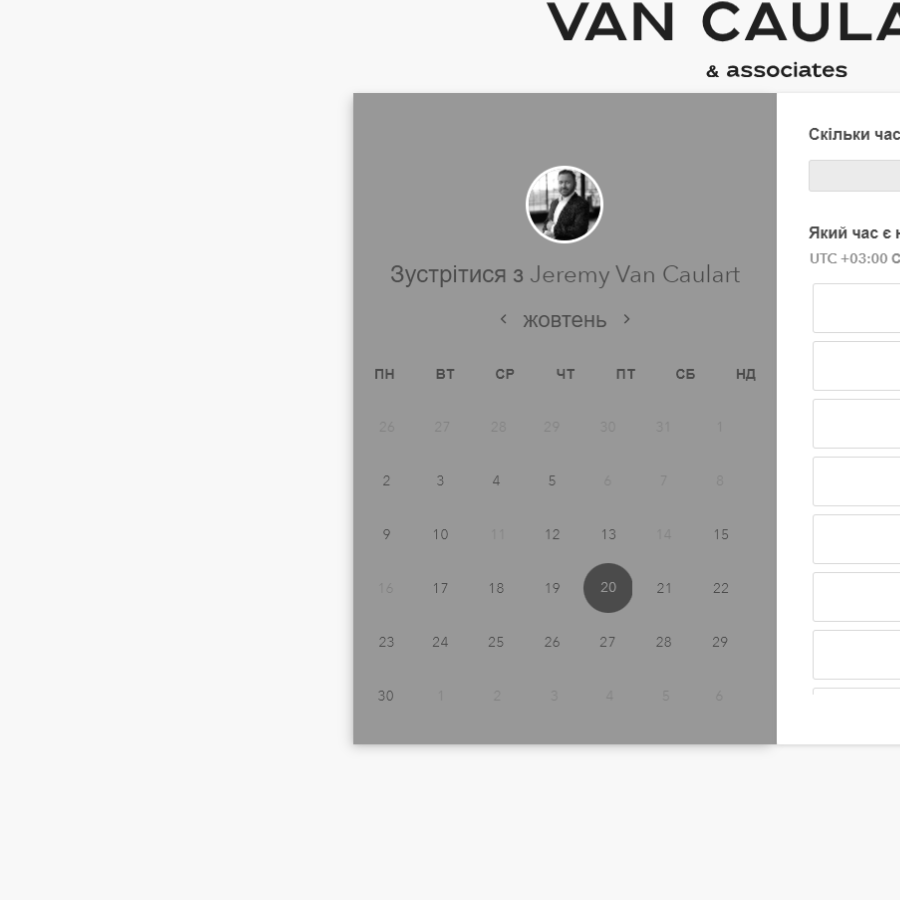 VAN CAULA
& associates
Зустрітися з Jeremy Van Caulart
жовтень
ПН ВТ СР ЧТ ПТ СБ НД
26 27 28 29 30 31 1
2 3 4 5 6 7 8
9 10 11 12 13 14 15
16 17 18 19 20 21 22
23 24 25 26 27 28 29
30 1 2 3 4 5 6
Скільки час
Який час є н
UTC +03:00 С